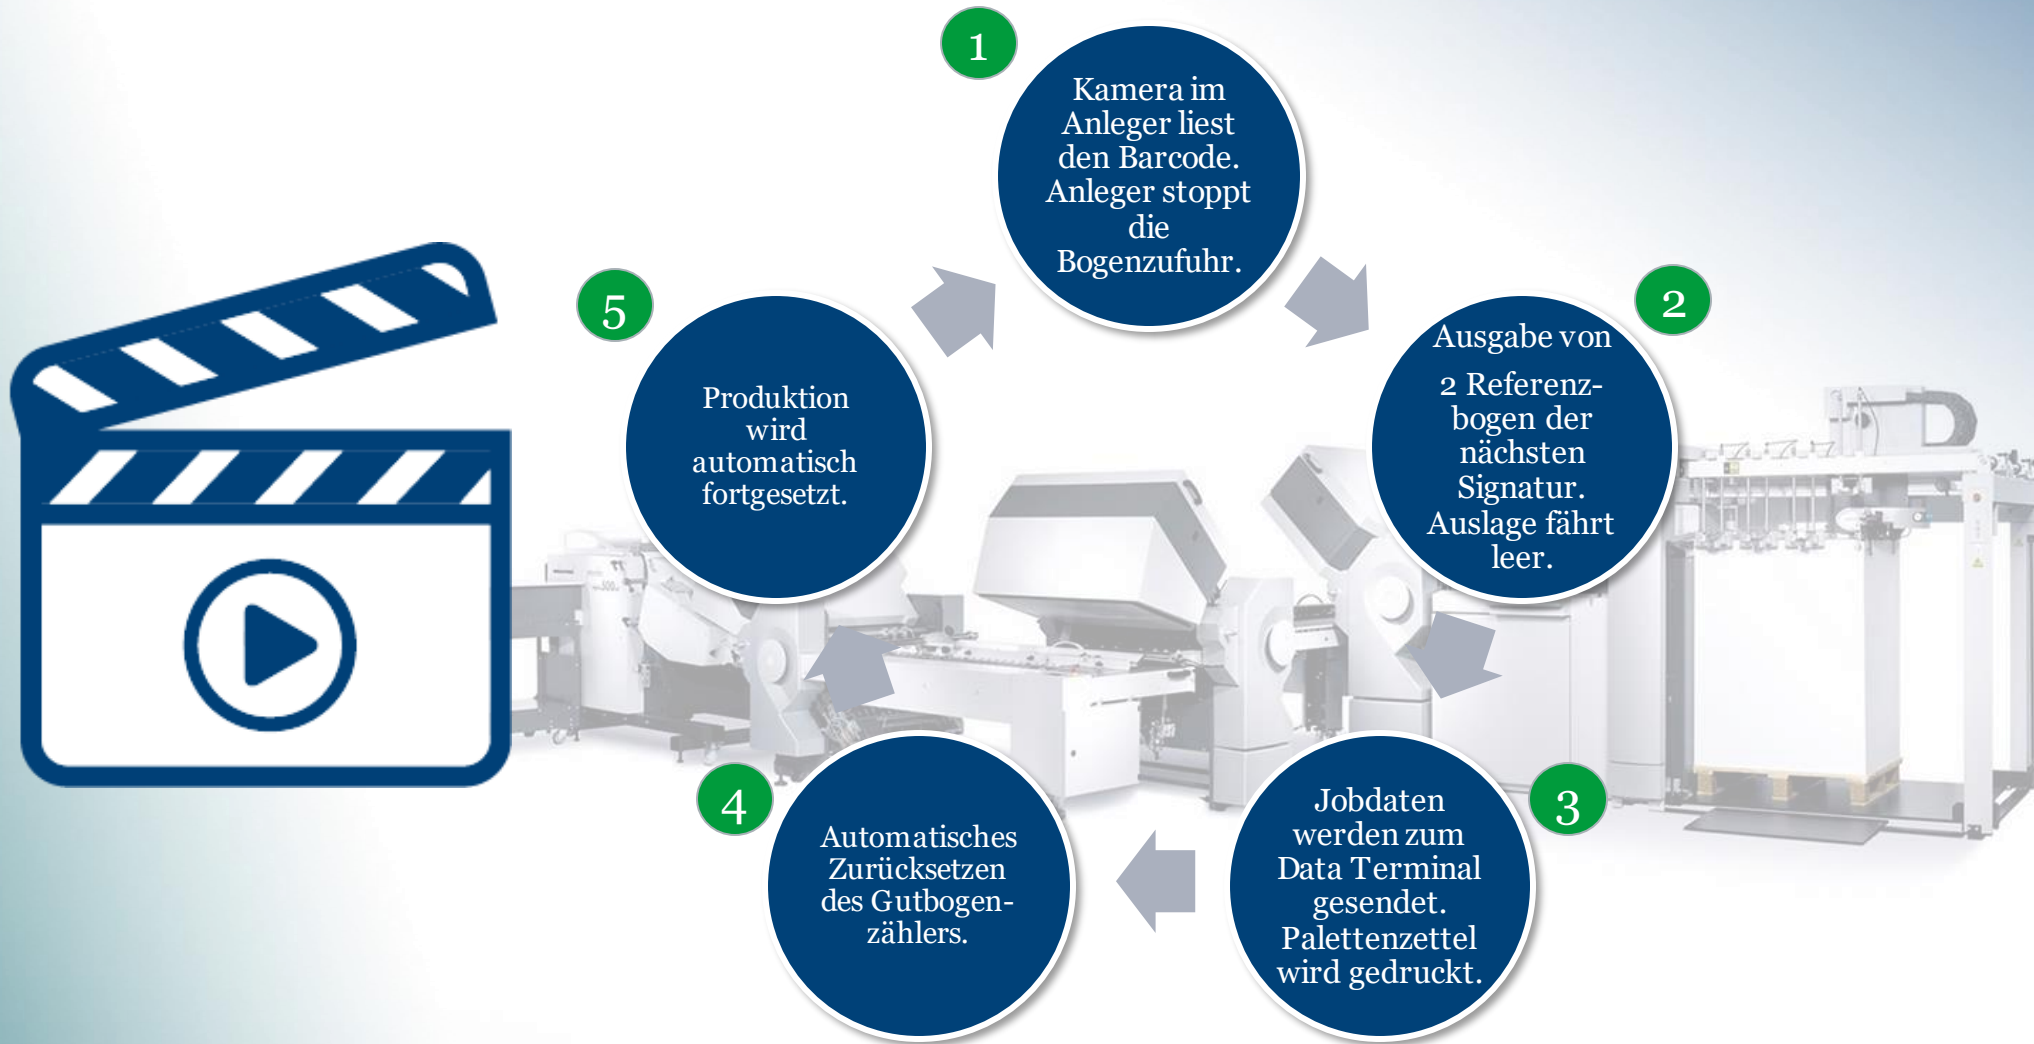 1
Kamera im
Anleger liest
den Barcode.
Anleger stoppt
die
Bogenzufuhr.
2
Ausgabe von
2 Referenz-
bogen der
nächsten
Signatur.
Auslage fährt
leer.
3
Jobdaten
werden zum
Data Terminal
gesendet.
Palettenzettel
wird gedruckt.
4
Automatisches
Zurücksetzen
des Gutbogen-
zählers.
5
Produktion
wird
automatisch
fortgesetzt.